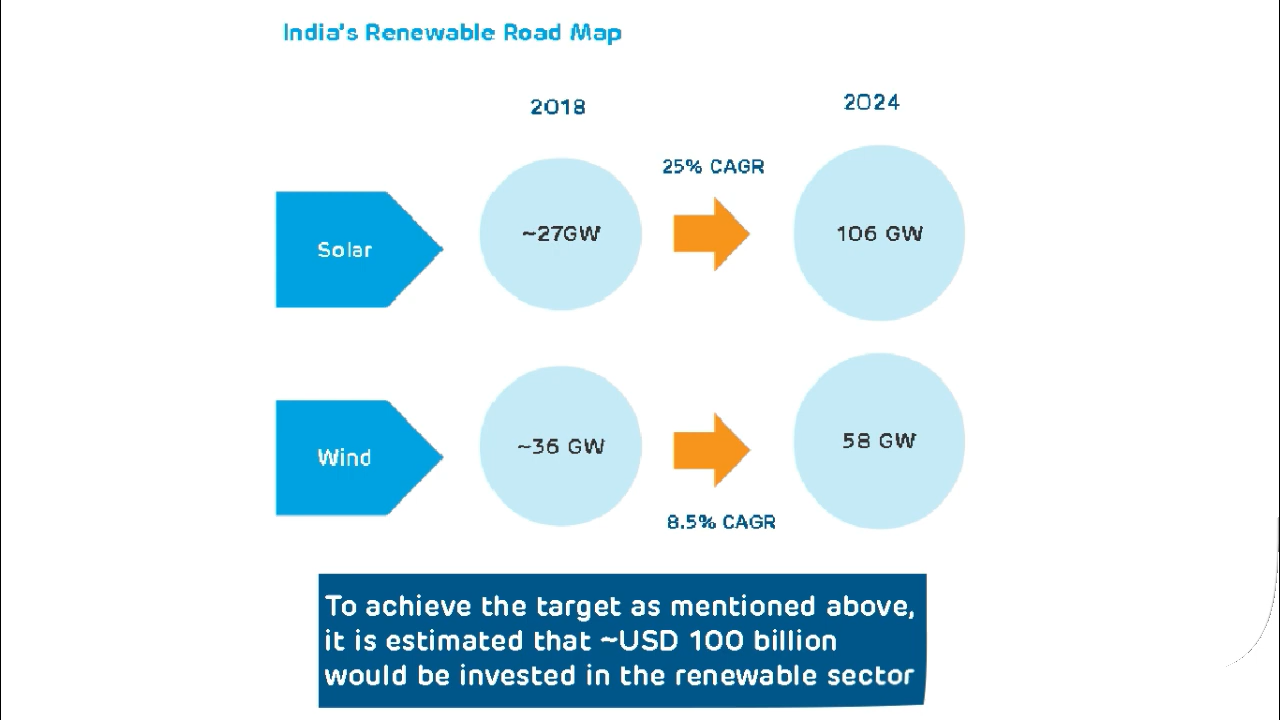 India's Renewable Road Map
2018
2024
25% CAGR
Solar
~27GW
106 GW
Wind
~36 GW
58 GW
8.5% CAGR
To achieve the target as mentioned above,
it is estimated that ~USD 100 billion
would be invested in the renewable sector